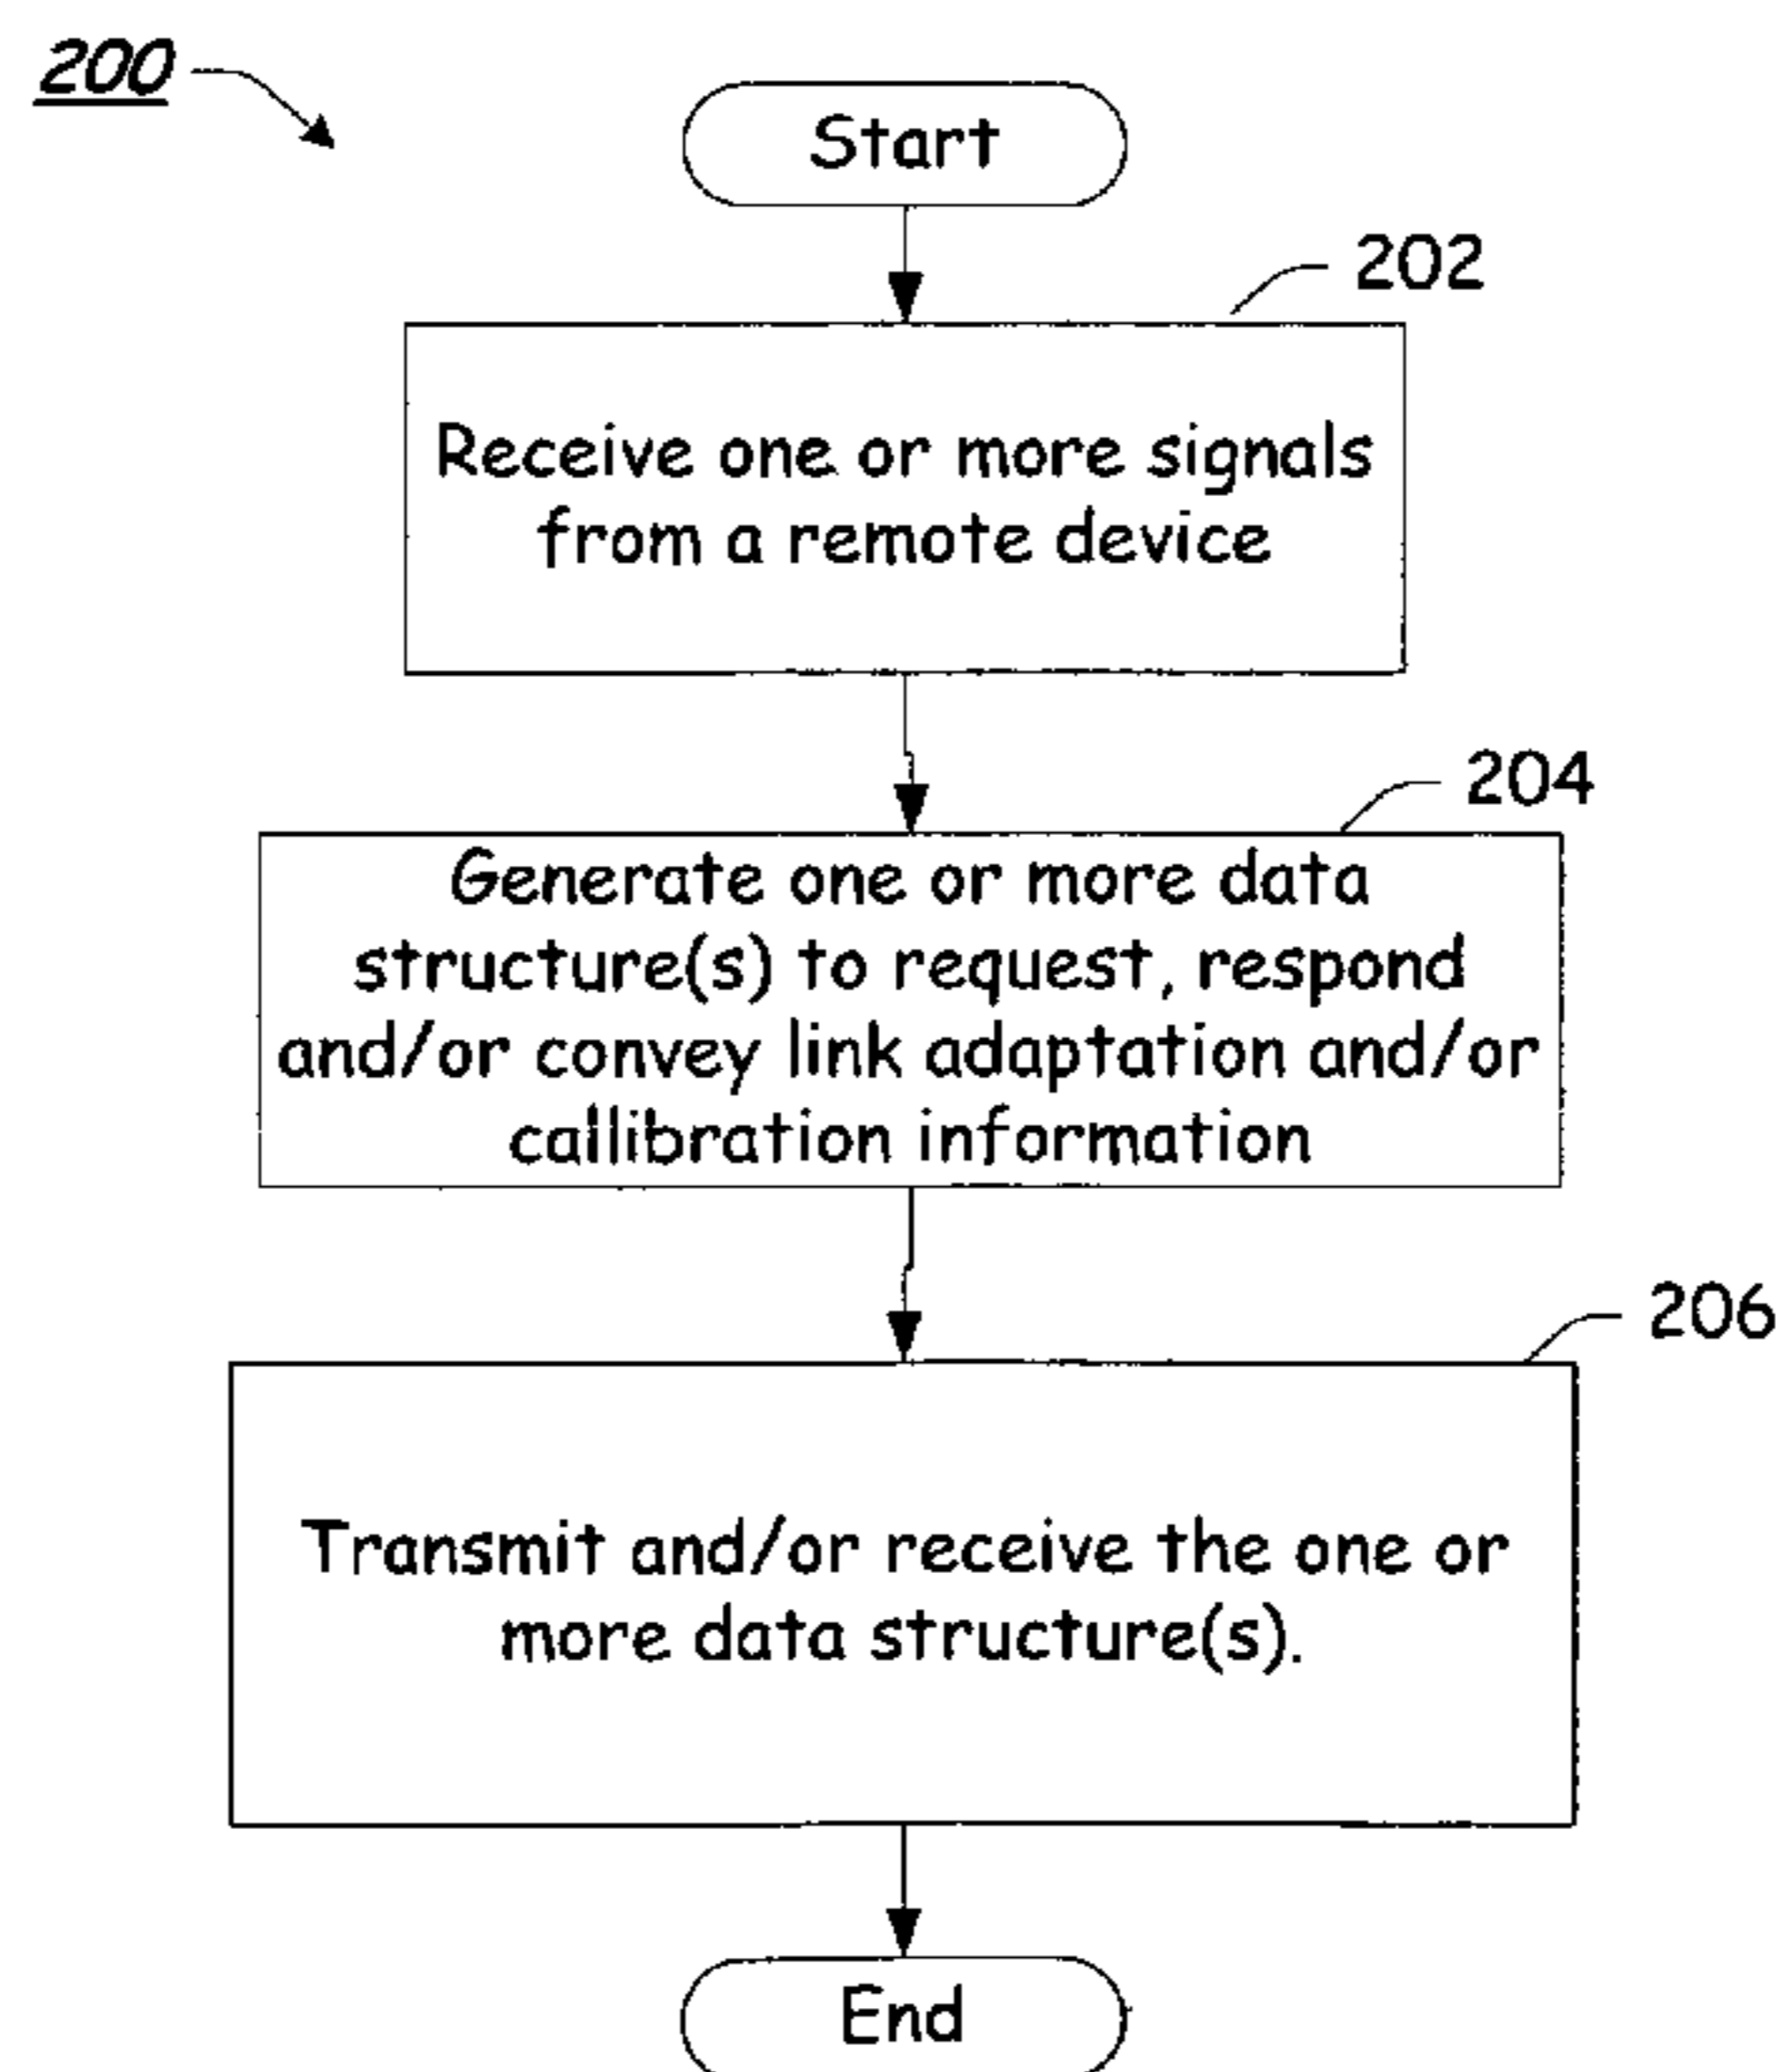 200
Start
202
Receive one or more signals
from a remote device
204
Generate one or more data
structure(s) to request, respond
and/or convey link adaptation and/or
callibration information
206
Transmit and/or receive the one or
more data structure(s).
End